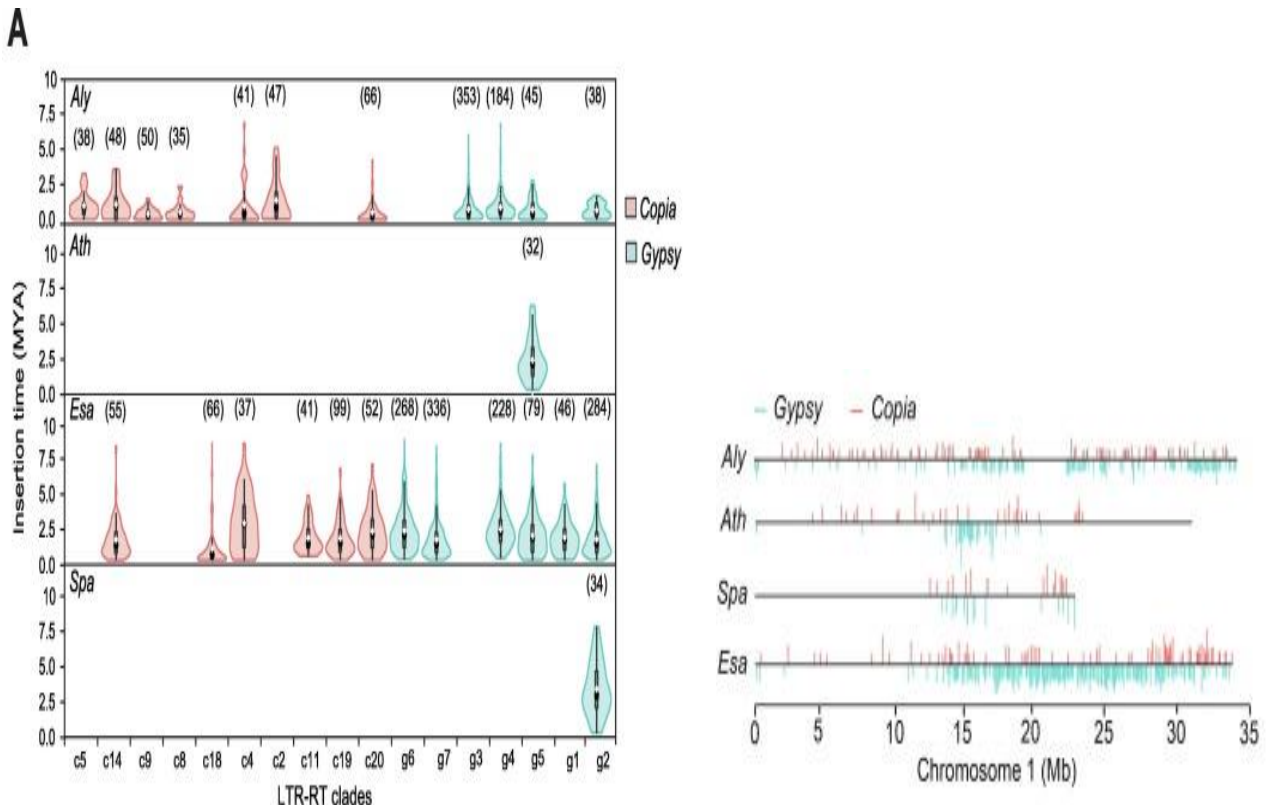 A
10
7.5
5.0
2.5
0.0
Aly
(38) (48) (50) (35) (41) (47) (66) (353) (184) (45) (38)
Copia
Gypsy
10
7.5
5.0
2.5
0.0
Ath
(32)
10
7.5
5.0
2.5
0.0
Esa
(55) (66) (37) (41) (99) (52) (268) (336) (228) (79) (46) (284)
10
7.5
5.0
2.5
0.0
Spa
(34)
Insertion time (MYA)
c5 c14 c9 c8 c18 c4 c2 c11 c19 c20 g6 g7 g3 g4 g5 g1 g2
LTR-RT clades
Gypsy Copia
Aly
Ath
Spa
Esa
0 5 10 15 20 25 30 35
Chromosome 1 (Mb)